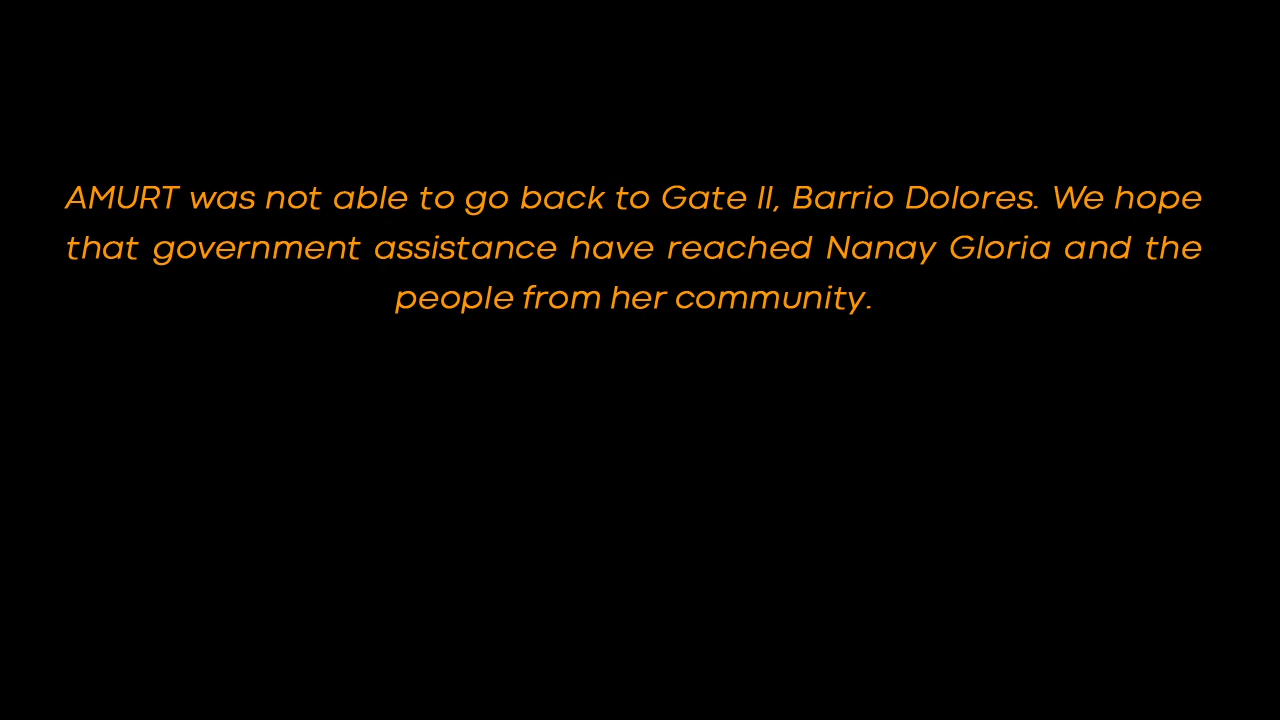 AMURT was not able to go back to Gate II, Barrio Dolores. We hope
that government assistance have reached Nanay Gloria and the
people from her community.